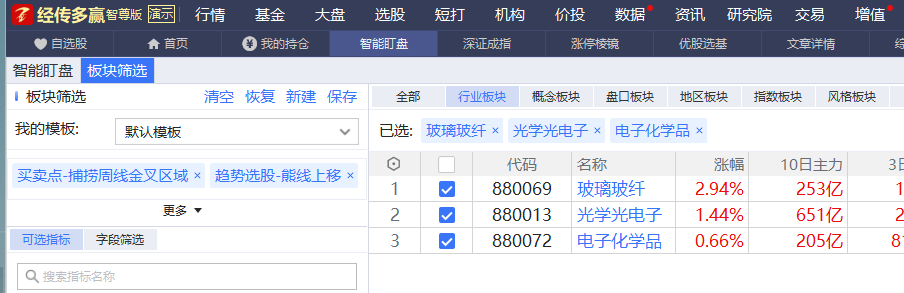 经传多赢 智尊版 演示 行情 基金 大盘 选股 短打 机构 价投 数据 资讯 研究院 交易 增值
自选股 首页 我的持仓 智能盯盘 深证成指 涨停棱镜 优股选基 文章详情 综
智能盯盘 板块筛选
板块筛选 清空 恢复 新建 保存
我的模板: 默认模板
买卖点-捕捞周线金叉区域 × 趋势选股-熊线上移 ×
更多
可选指标 字段筛选
搜索指标名称
全部 行业板块 概念板块 盘口板块 地区板块 指数板块 风格板块
已选: 玻璃玻纤 × 光学光电子 × 电子化学品 ×
代码 名称 涨幅 10日主力 3日
1 880069 玻璃玻纤 2.94% 253亿 1
2 880013 光学光电子 1.44% 651亿 2
3 880072 电子化学品 0.66% 205亿 81